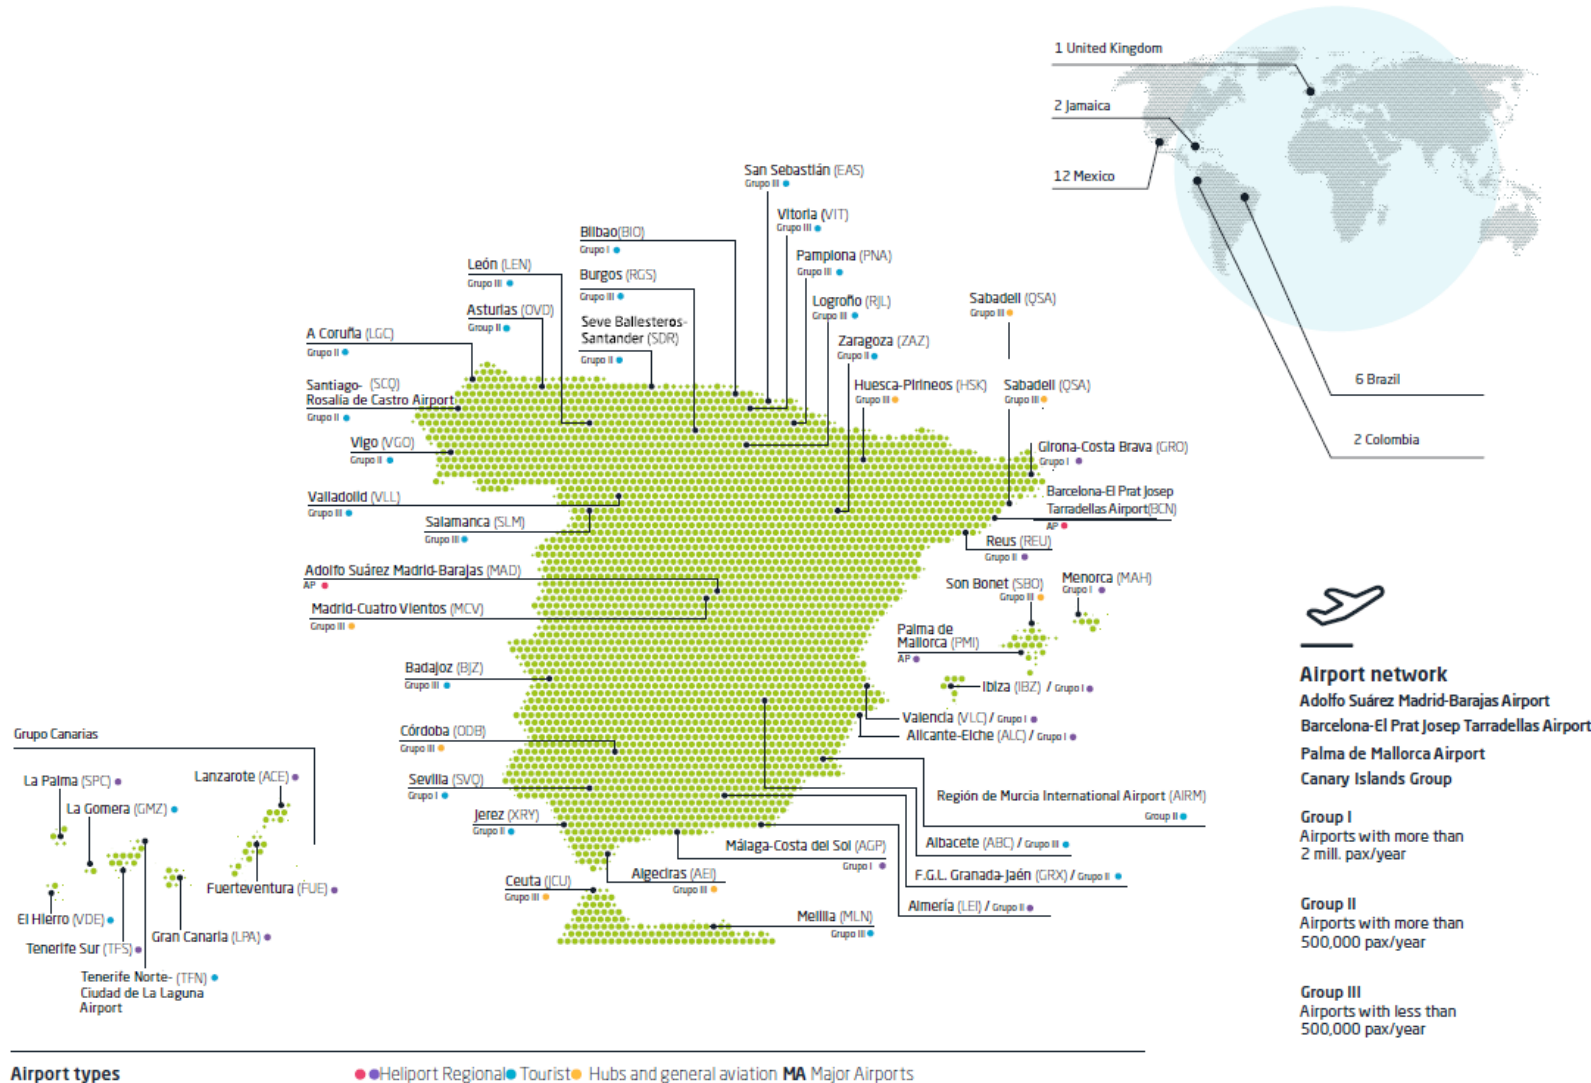 1 United Kingdom
2 Jamaica
12 Mexico
6 Brazil
2 Colombia
San Sebastián (EAS)
Grupo III
Vitoria (VIT)
Grupo III
Bilbao(BIO)
Grupo I
Pamplona (PNA)
Grupo III
León (LEN)
Grupo III
Burgos (RGS)
Grupo III
Logroño (RJL)
Grupo III
Sabadell (QSA)
Grupo III
Asturias (OVD)
Group II
Seve Ballesteros-
Santander (SDR)
Grupo II
A Coruña (LGC)
Grupo II
Zaragoza (ZAZ)
Grupo II
Santiago- (SCQ)
Rosalía de Castro Airport
Grupo II
Huesca-Pirineos (HSK)
Grupo III
Sabadell (QSA)
Grupo III
Vigo (VGO)
Grupo II
Girona-Costa Brava (GRO)
Grupo I
Valladolid (VLL)
Grupo III
Barcelona-El Prat Josep
Tarradellas Airport(BCN)
AP
Salamanca (SLM)
Grupo III
Reus (REU)
Grupo II
Adolfo Suárez Madrid-Barajas (MAD)
AP
Son Bonet (SBO)
Grupo III
Menorca (MAH)
Grupo I
Madrid-Cuatro Vientos (MCV)
Grupo III
Palma de
Mallorca (PMI)
AP
Badajoz (BJZ)
Grupo III
Ibiza (IBZ) / Grupo I
Valencia (VLC) / Grupo I
Alicante-Elche (ALC) / Grupo I
Córdoba (ODB)
Grupo III
Sevilla (SVQ)
Grupo I
Región de Murcia International Airport (AIRM)
Grupo II
Jerez (XRY)
Grupo II
Málaga-Costa del Sol (AGP)
Grupo I
Albacete (ABC) / Grupo III
Algeciras (AEI)
Grupo III
F.G.L. Granada-Jaén (GRX) / Grupo II
Ceuta (JCU)
Grupo III
Almería (LEI) / Grupo II
Melilla (MLN)
Grupo III
Grupo Canarias
La Palma (SPC)
Lanzarote (ACE)
La Gomera (GMZ)
Fuerteventura (FUE)
El Hierro (VDE)
Gran Canaria (LPA)
Tenerife Sur (TFS)
Tenerife Norte- (TFN)
Ciudad de La Laguna
Airport
Airport network
Adolfo Suárez Madrid-Barajas Airport
Barcelona-El Prat Josep Tarradellas Airport
Palma de Mallorca Airport
Canary Islands Group
Group I
Airports with more than
2 mill. pax/year
Group II
Airports with more than
500,000 pax/year
Group III
Airports with less than
500,000 pax/year
Airport types
Heliport Regional Tourist Hubs and general aviation MA Major Airports